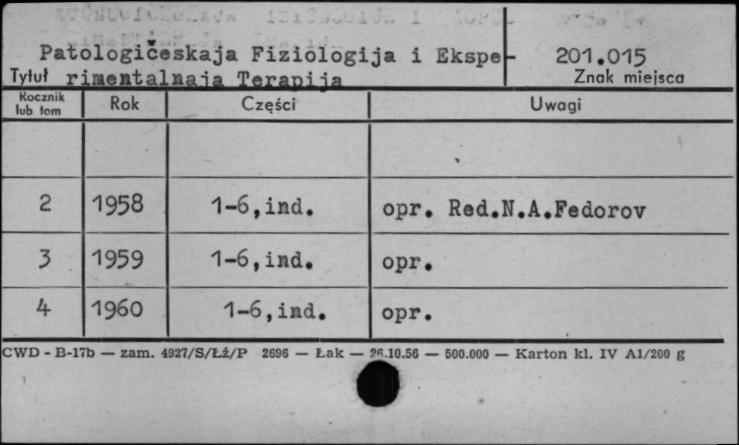 Patologičeskaja Fiziologija i Ekspe- 201.015
Tytuł rimentalnaja Terapija Znak miejsca
Rocznik lub tom Rok Części Uwagi
2 1958 1-6,ind. opr. Red.N.A.Fedorov
3 1959 1-6,ind. opr.
4 1960 1-6,ind. opr.
CWD - B-17b — zam. 4927/S/Łż/P 2696 — Łak — 26.10.56 — 500.000 — Karton kl. IV A1/200 g